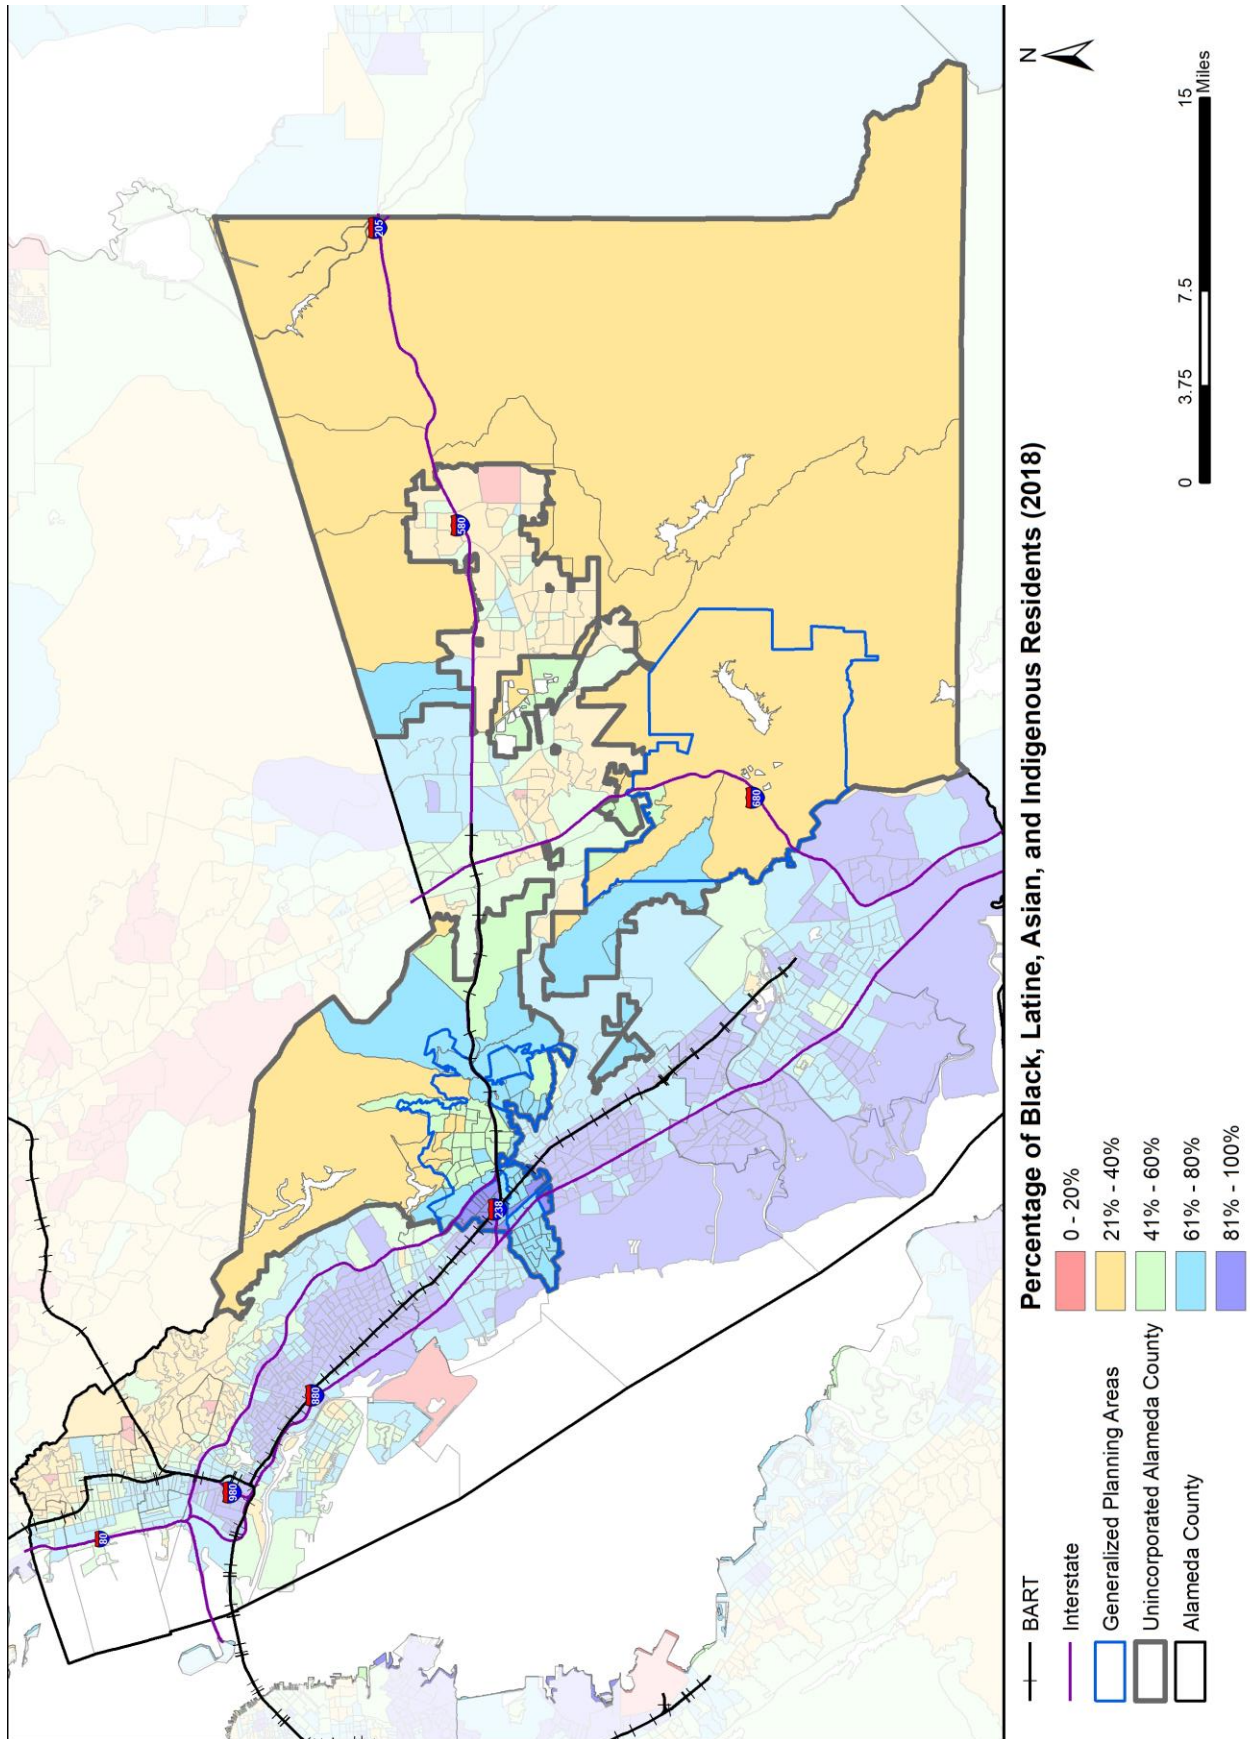 Percentage of Black, Latine, Asian, and Indigenous Residents (2018)
BART
Interstate
Generalized Planning Areas
Unincorporated Alameda County
Alameda County
0 - 20%
21% - 40%
41% - 60%
61% - 80%
81% - 100%
0
3.75
7.5
15
Miles
N
80
980
880
238
580
680
205